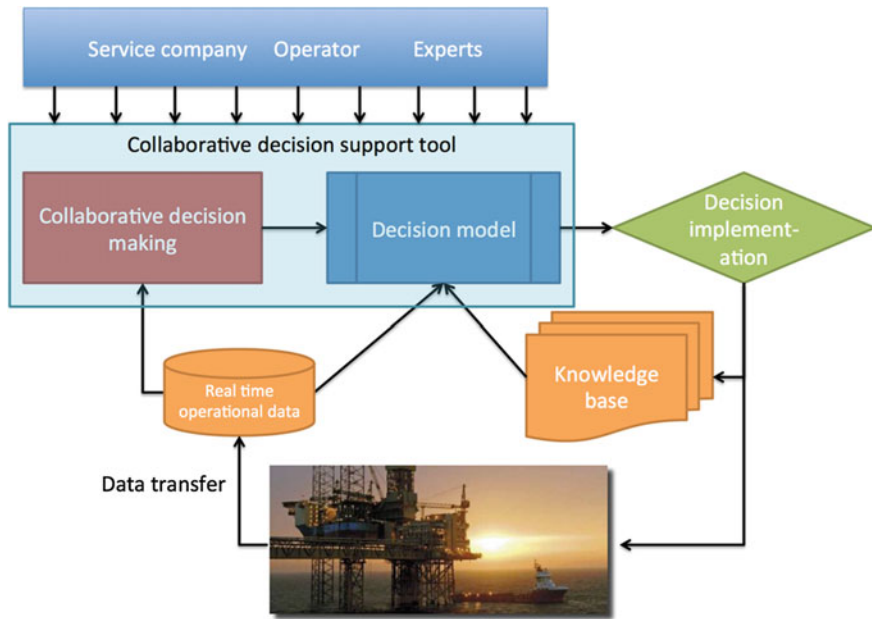 Service company Operator Experts
Collaborative decision support tool
Collaborative decision
making
Decision model
Decision
implement-
ation
Real time
operational data
Knowledge
base
Data transfer